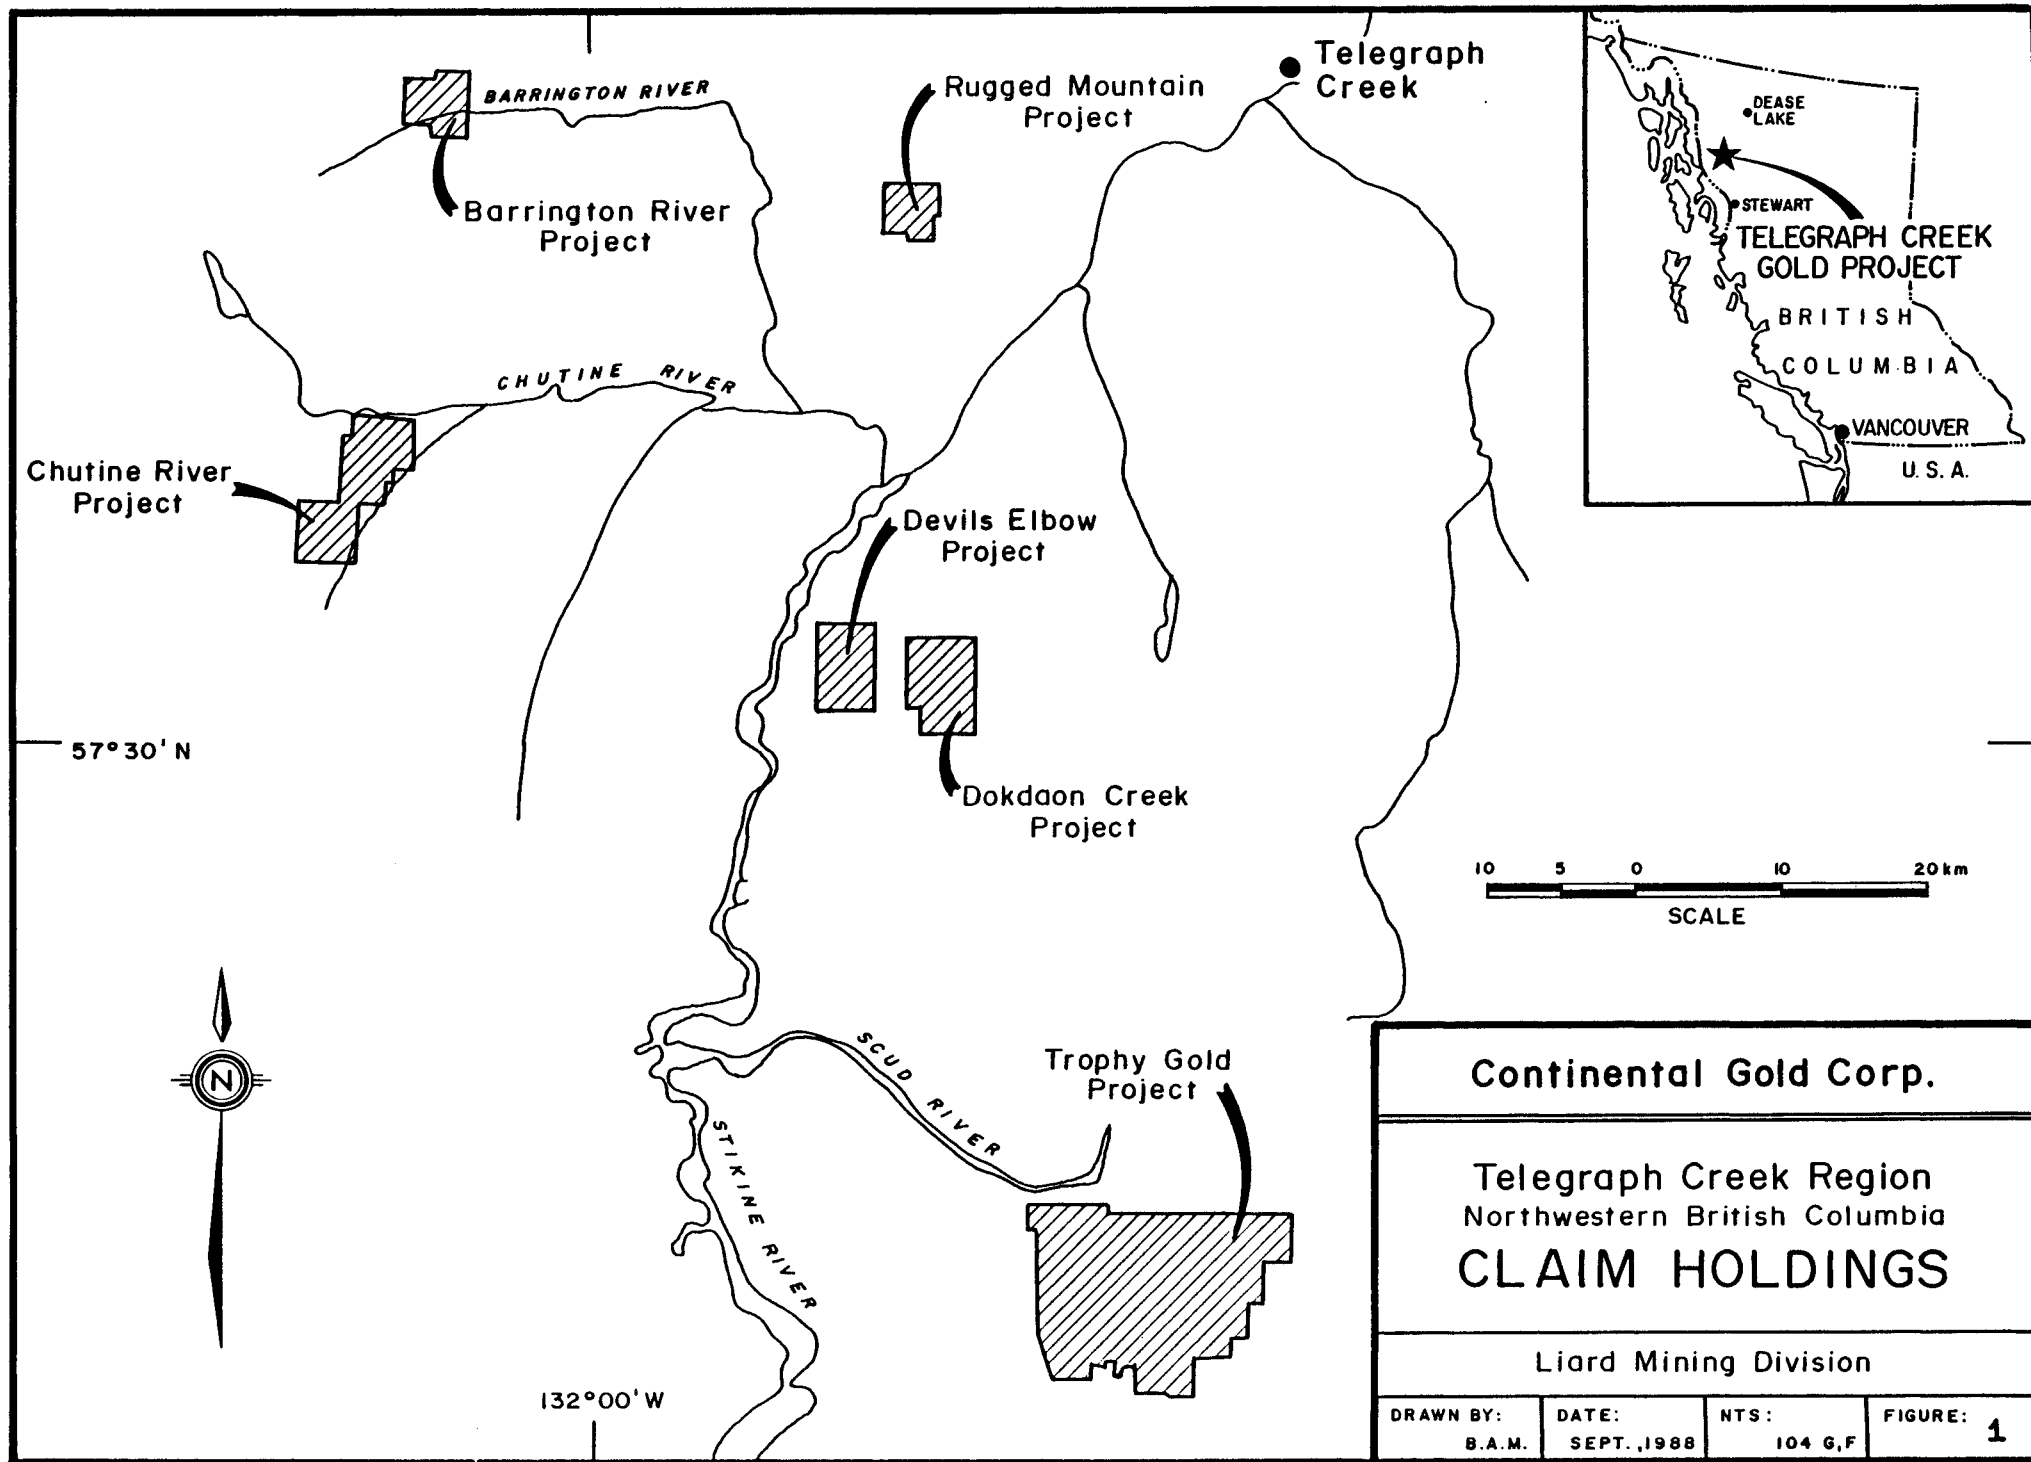 Telegraph
Creek
BARRINGTON RIVER
Rugged Mountain
Project
Barrington River
Project
DEASE
LAKE
STEWART
TELEGRAPH CREEK
GOLD PROJECT
BRITISH
COLUMBIA
VANCOUVER
U.S.A.
CHUTINE RIVER
Chutine River
Project
Devils Elbow
Project
57°30'N
Dokdaon Creek
Project
10 5 0 10 20km
SCALE
N
SCUD RIVER
Trophy Gold
Project
STIKINE RIVER
132°00'W
Continental Gold Corp.
Telegraph Creek Region
Northwestern British Columbia
CLAIM HOLDINGS
Liard Mining Division
DRAWN BY:
B.A.M.
DATE:
SEPT.,1988
NTS:
104 G,F
FIGURE: 1